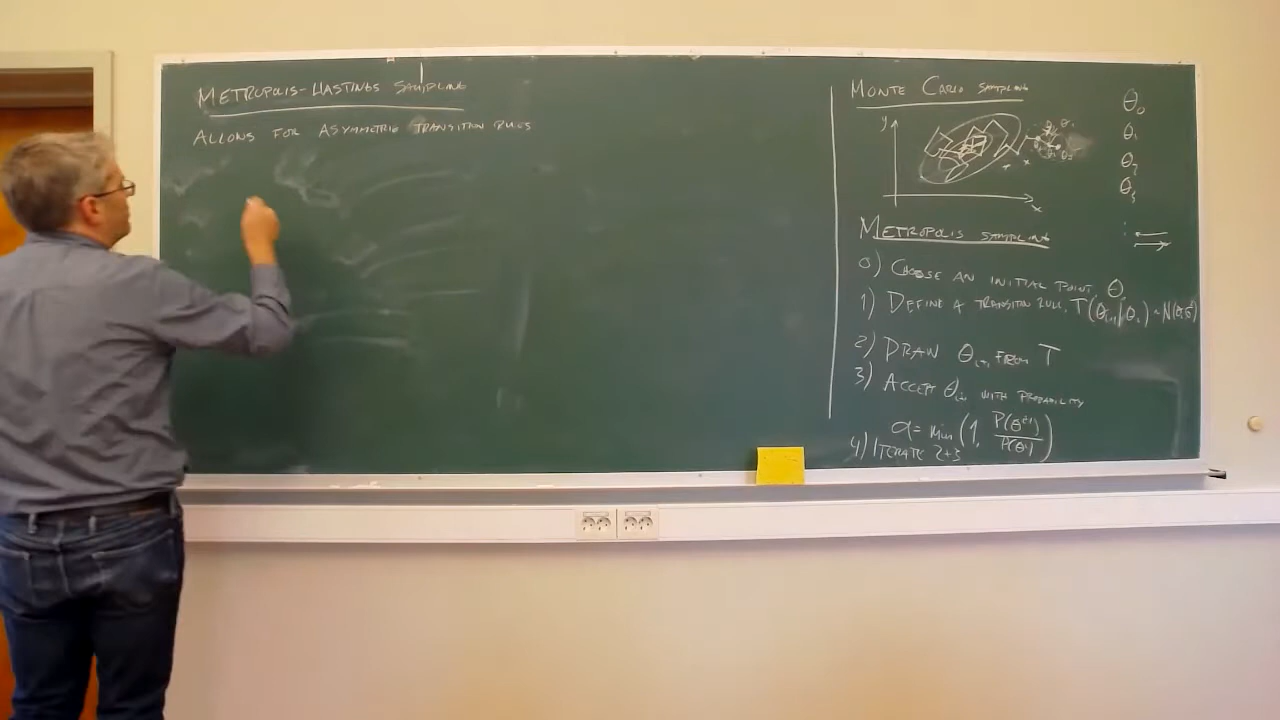 METROPOLIS-HASTINGS SAMPLING
ALLOWS FOR ASYMMETRIC TRANSITION RULES
MONTE CARLO SAMPLING
y
x
θ₀
θ₁
θ₂
θ₃
⋮
METROPOLIS SAMPLING
0) CHOOSE AN INITIAL POINT, θ
1) DEFINE A TRANSITION RULE, T(θᵢ₊₁|θᵢ) ~ N(θᵢ,σ²)
2) DRAW θᵢ₊₁ FROM T
3) ACCEPT θᵢ₊₁ WITH PROBABILITY
α = min (1, P(θⁱ⁺¹)/P(θⁱ))
4) ITERATE 2+3